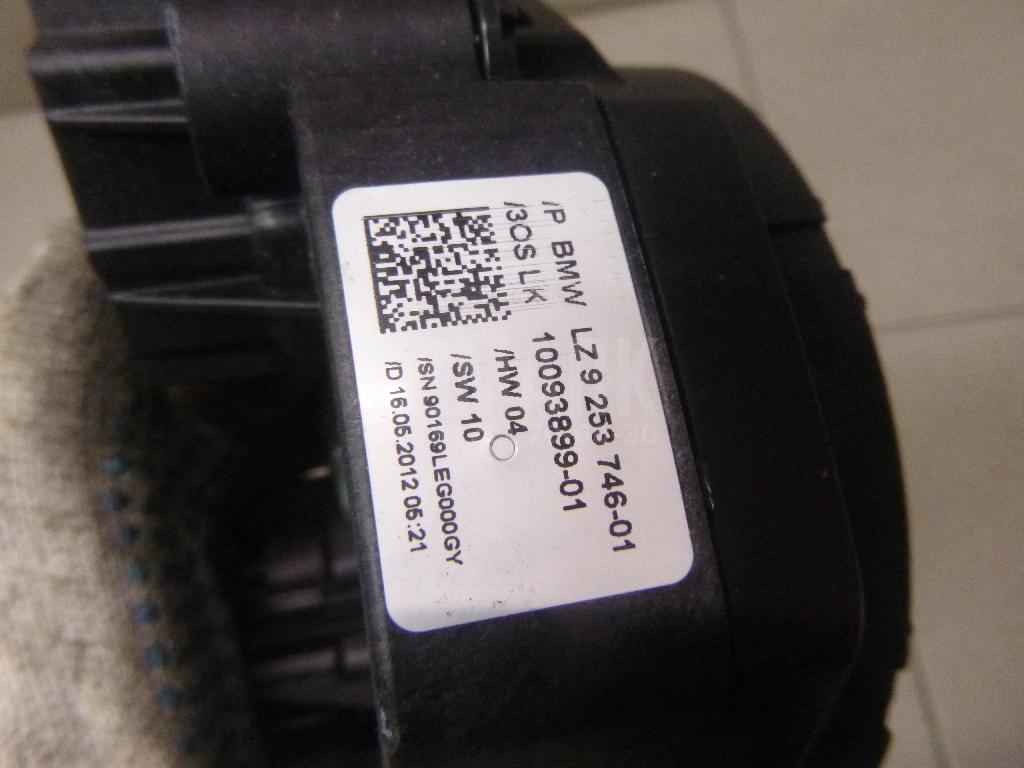 /P BMW LZ 9 253 746-01
/3OS LK 10093899-01
/HW 04
/SW 10
/SN 90169LEG000GY
/D 16.05.2012 05:21